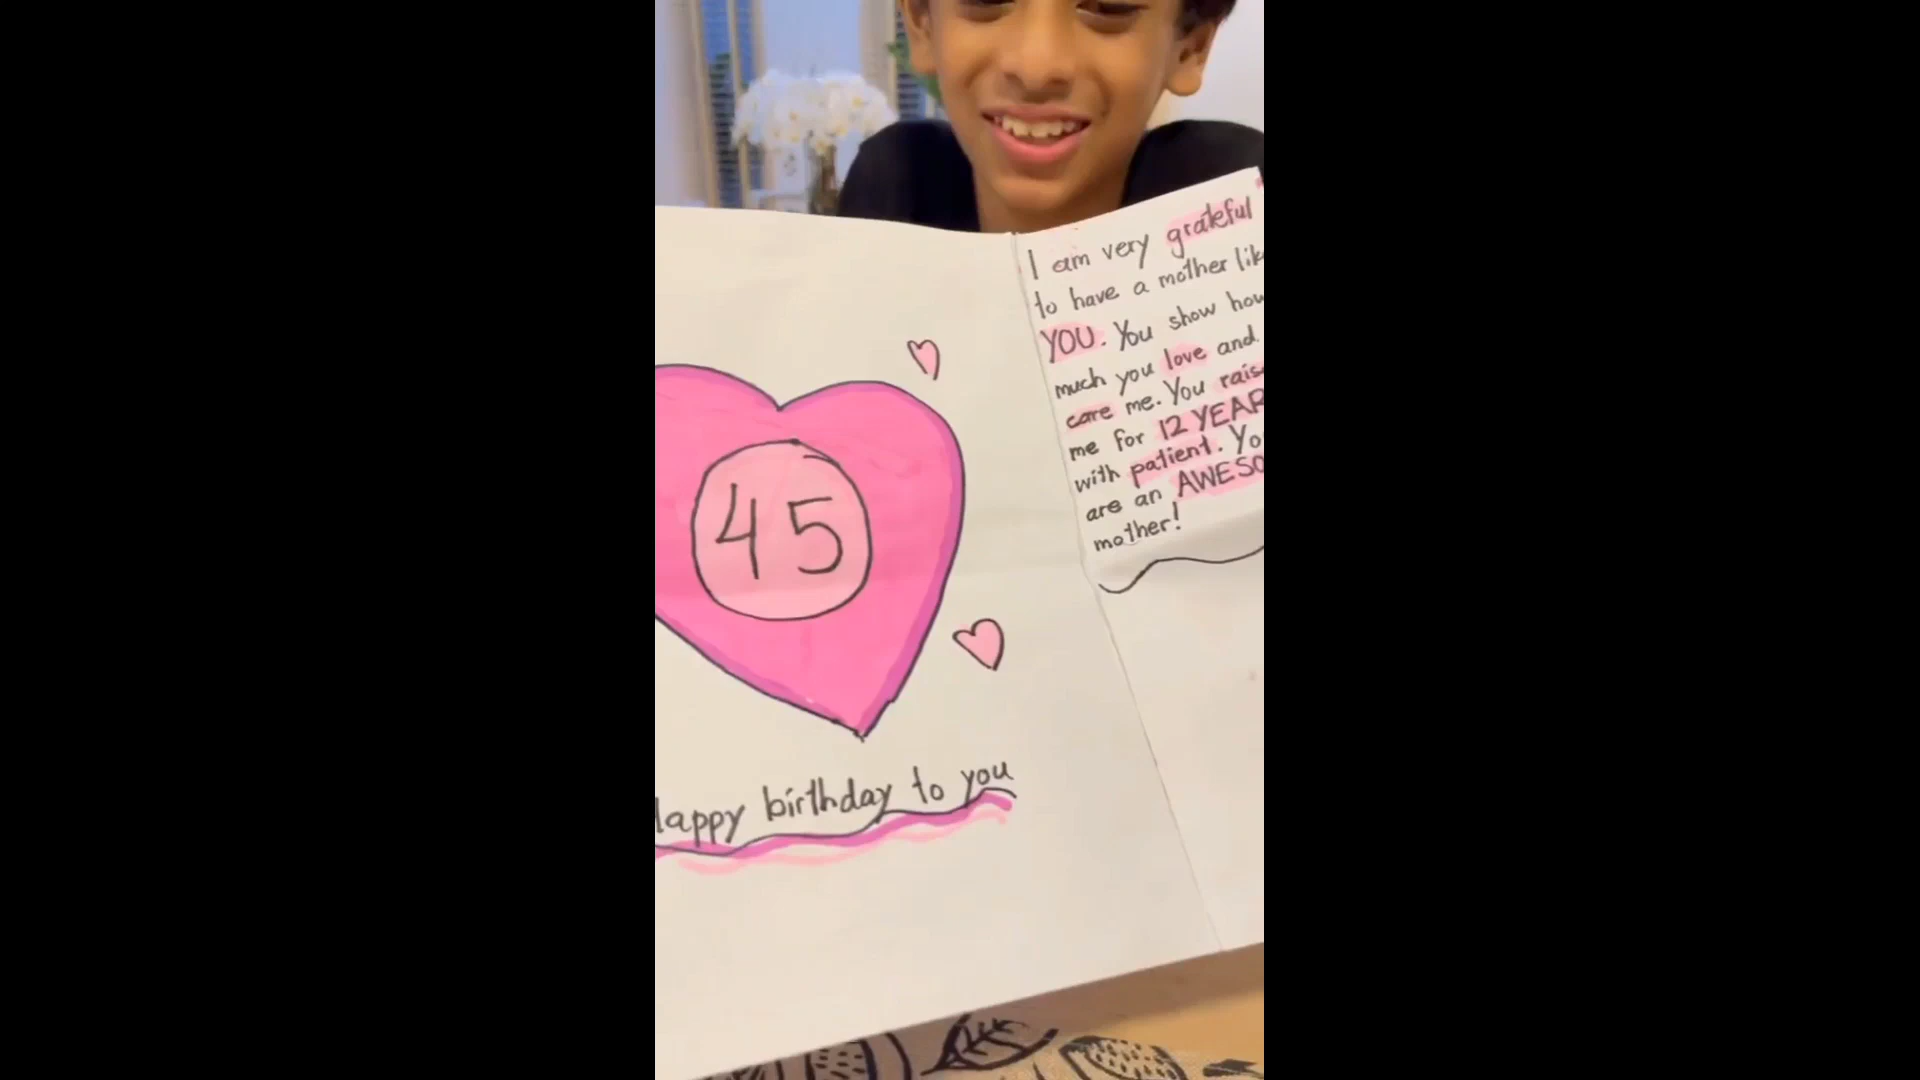 45
Happy birthday to you
I am very grateful
to have a mother lik
YOU. You show how
much you love and
care me. You rais
me for 12 YEAR
with patient. Yo
are an AWESO
mother!